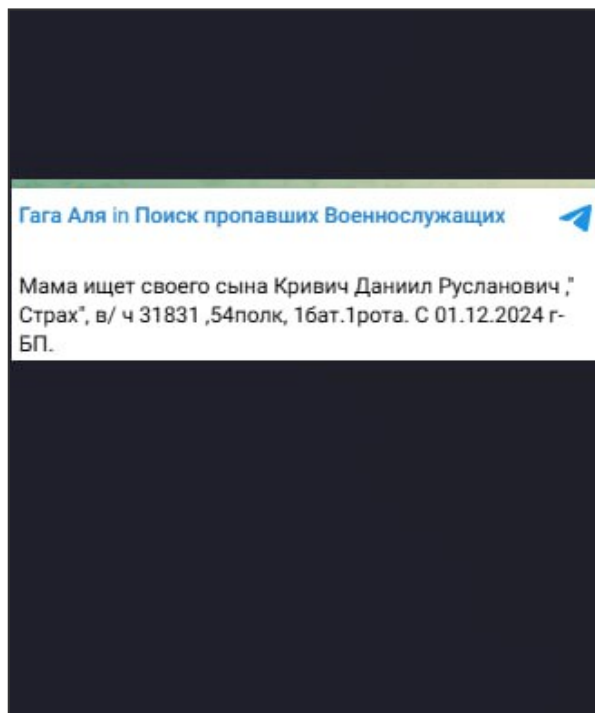 Гага Аля in Поиск пропавших Военнослужащих
Мама ищет своего сына Кривич Даниил Русланович ,"
Страх", в/ ч 31831 ,54полк, 1бат.1рота. С 01.12.2024 г-
БП.